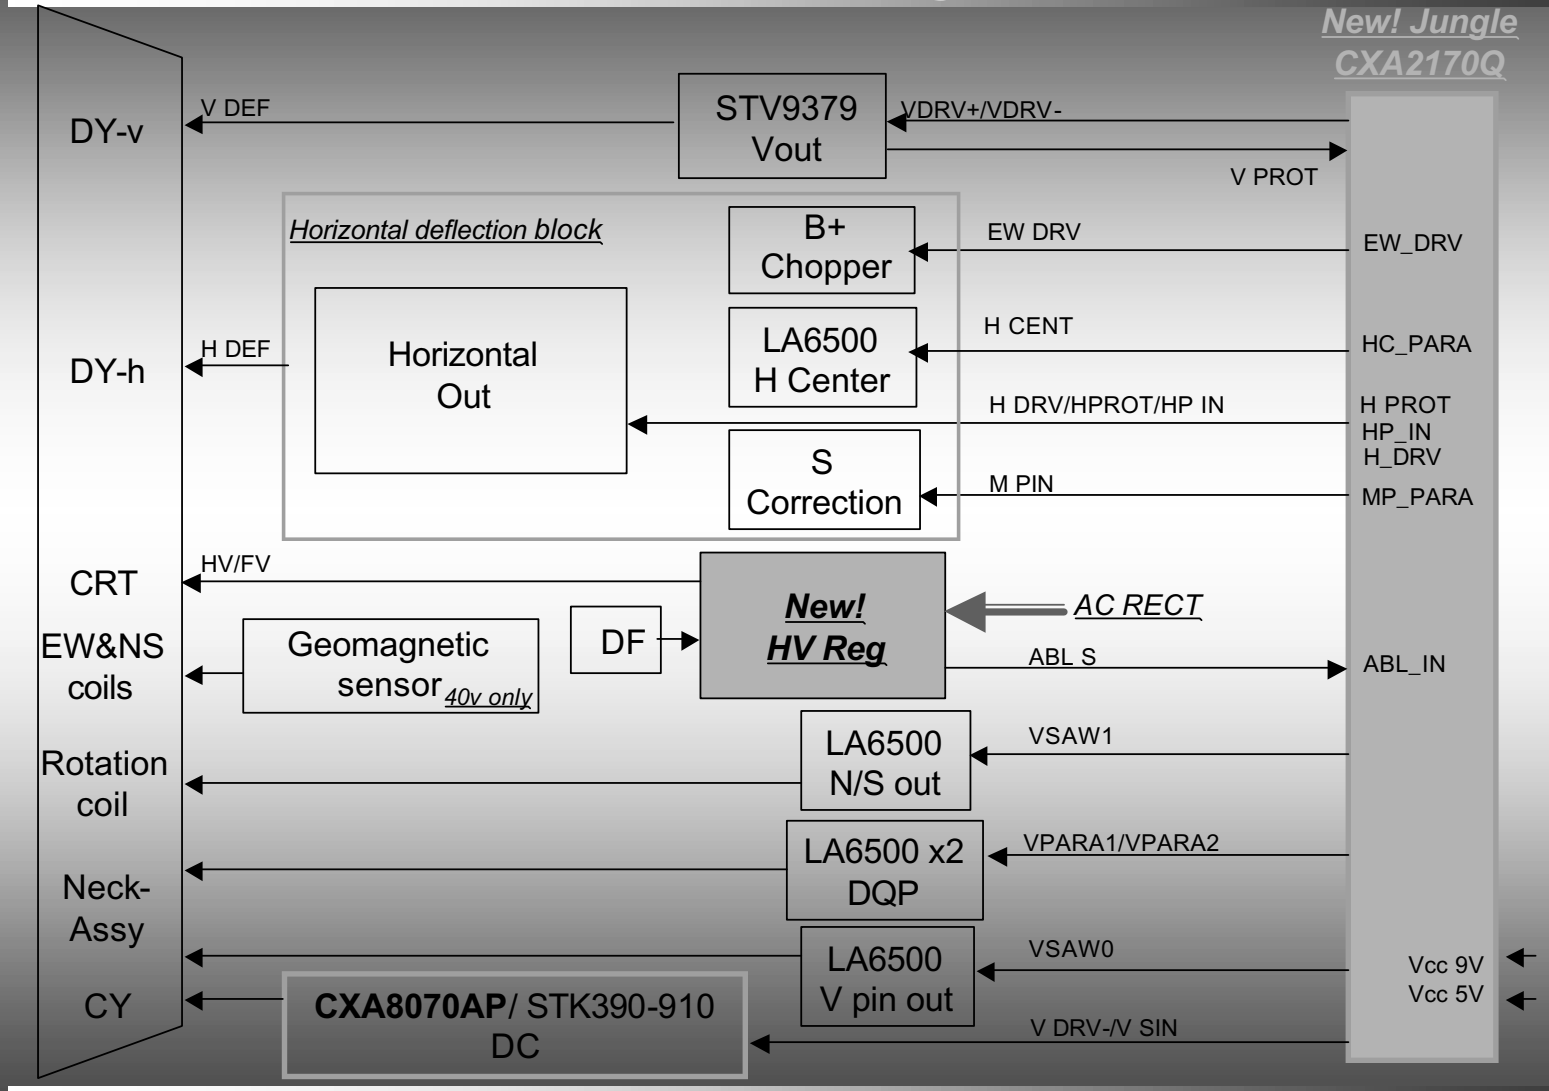 New! Jungle
CXA2170Q
DY-v
V DEF
STV9379
Vout
VDRV+/VDRV-
V PROT
Horizontal deflection block
B+
Chopper
EW DRV
EW_DRV
DY-h
H DEF
Horizontal
Out
LA6500
H Center
H CENT
HC_PARA
H DRV/HPROT/HP IN
H PROT
HP_IN
H_DRV
S
Correction
M PIN
MP_PARA
CRT
HV/FV
New!
HV Reg
AC RECT
DF
ABL S
ABL_IN
EW&NS
coils
Geomagnetic
sensor 40v only
Rotation
coil
LA6500
N/S out
VSAW1
LA6500 x2
DQP
VPARA1/VPARA2
Neck-
Assy
LA6500
V pin out
VSAW0
Vcc 9V
Vcc 5V
CY
CXA8070AP/ STK390-910
DC
V DRV-/V SIN